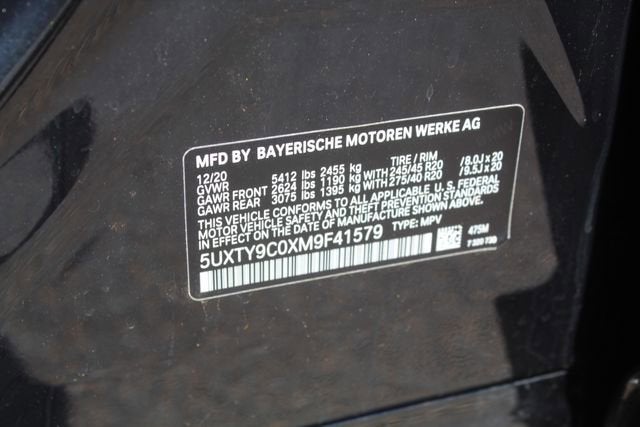 MFD BY BAYERISCHE MOTOREN WERKE AG
12/20 TIRE / RIM
GVWR 5412 lbs 2455 kg
GAWR FRONT 2624 lbs 1190 kg WITH 245/45 R20 / 8.0J x 20
GAWR REAR 3075 lbs 1395 kg WITH 275/40 R20 / 9.5J x 20
THIS VEHICLE CONFORMS TO ALL APPLICABLE U.S. FEDERAL
MOTOR VEHICLE SAFETY AND THEFT PREVENTION STANDARDS
IN EFFECT ON THE DATE OF MANUFACTURE SHOWN ABOVE.
5UXTY9C0XM9F41579 TYPE: MPV 475M